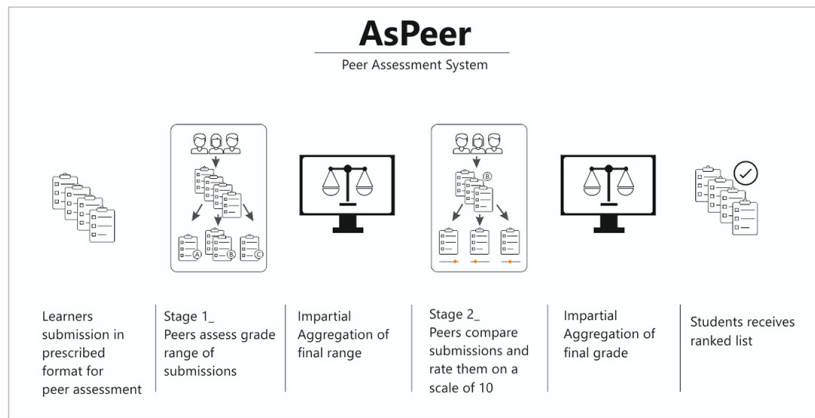 AsPeer
Peer Assessment System
A
B
C
B
Learners
submission in
prescribed
format for
peer assessment
Stage 1_
Peers assess grade
range of
submissions
Impartial
Aggregation of
final range
Stage 2_
Peers compare
submissions and
rate them on a
scale of 10
Impartial
Aggregation of
final grade
Students receives
ranked list